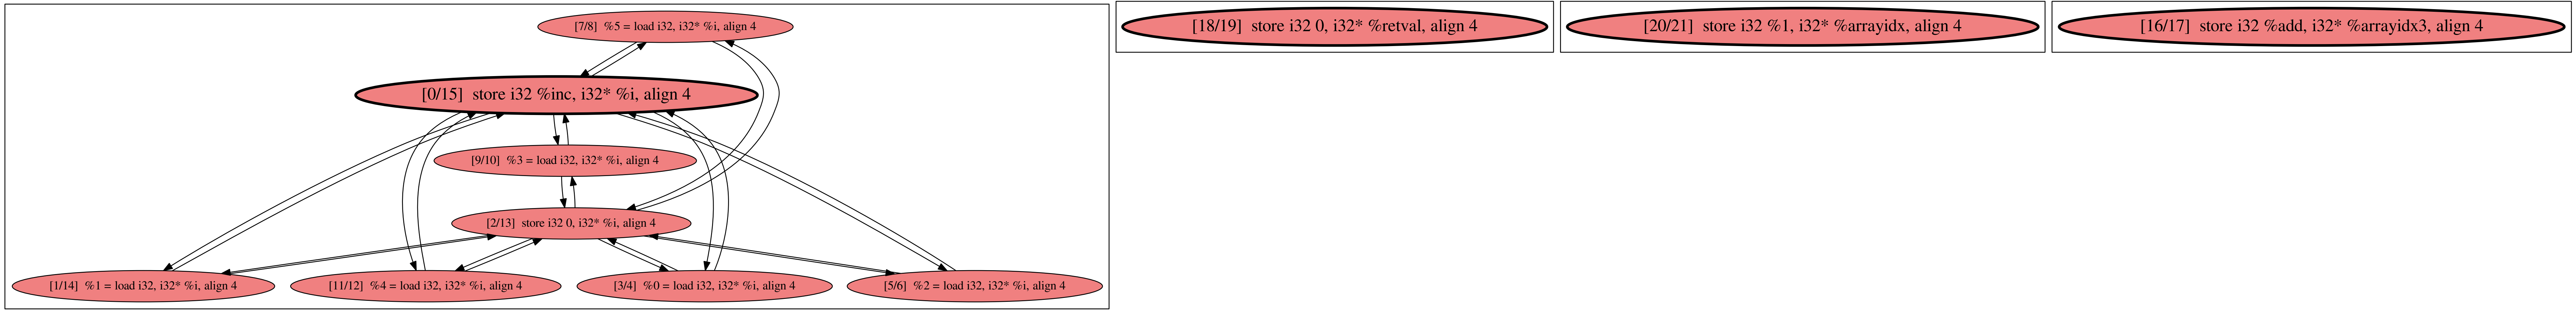 [7/8]  %5 = load i32, i32* %i, align 4
[18/19]  store i32 0, i32* %retval, align 4
[20/21]  store i32 %1, i32* %arrayidx, align 4
[16/17]  store i32 %add, i32* %arrayidx3, align 4
[0/15]  store i32 %inc, i32* %i, align 4
[9/10]  %3 = load i32, i32* %i, align 4
[2/13]  store i32 0, i32* %i, align 4
[1/14]  %1 = load i32, i32* %i, align 4
[11/12]  %4 = load i32, i32* %i, align 4
[3/4]  %0 = load i32, i32* %i, align 4
[5/6]  %2 = load i32, i32* %i, align 4